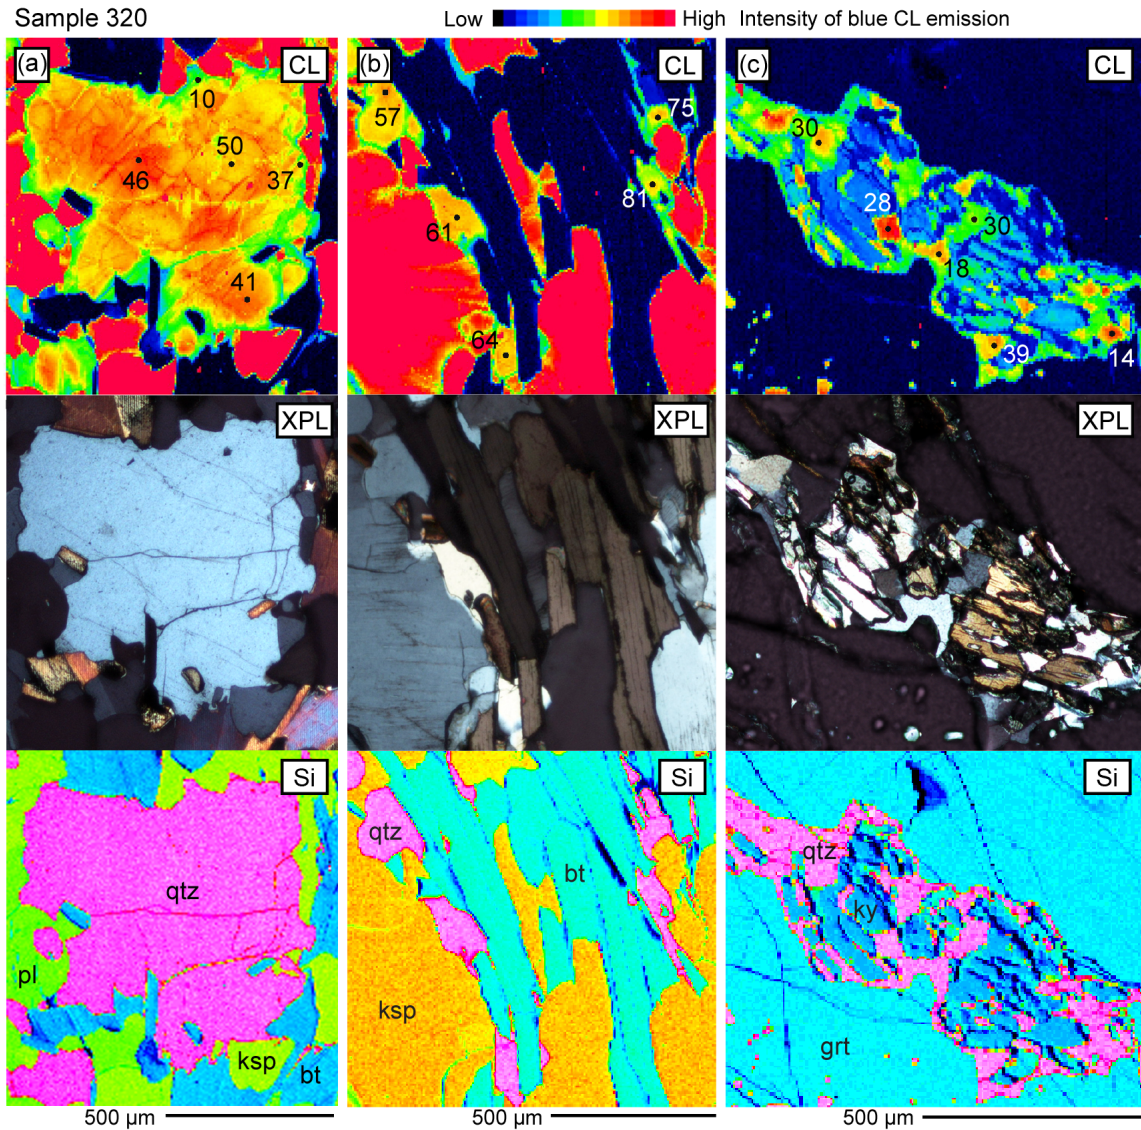 Sample 320 Low High Intensity of blue CL emission
(a) CL (b) CL (c) CL
10
57
75
30
50
46
37
81
28
30
61
18
41
64
39
14
XPL XPL XPL
Si Si Si
qtz
qtz
qtz
bt
ky
pl
ksp
ksp
bt
grt
500 µm 500 µm 500 µm